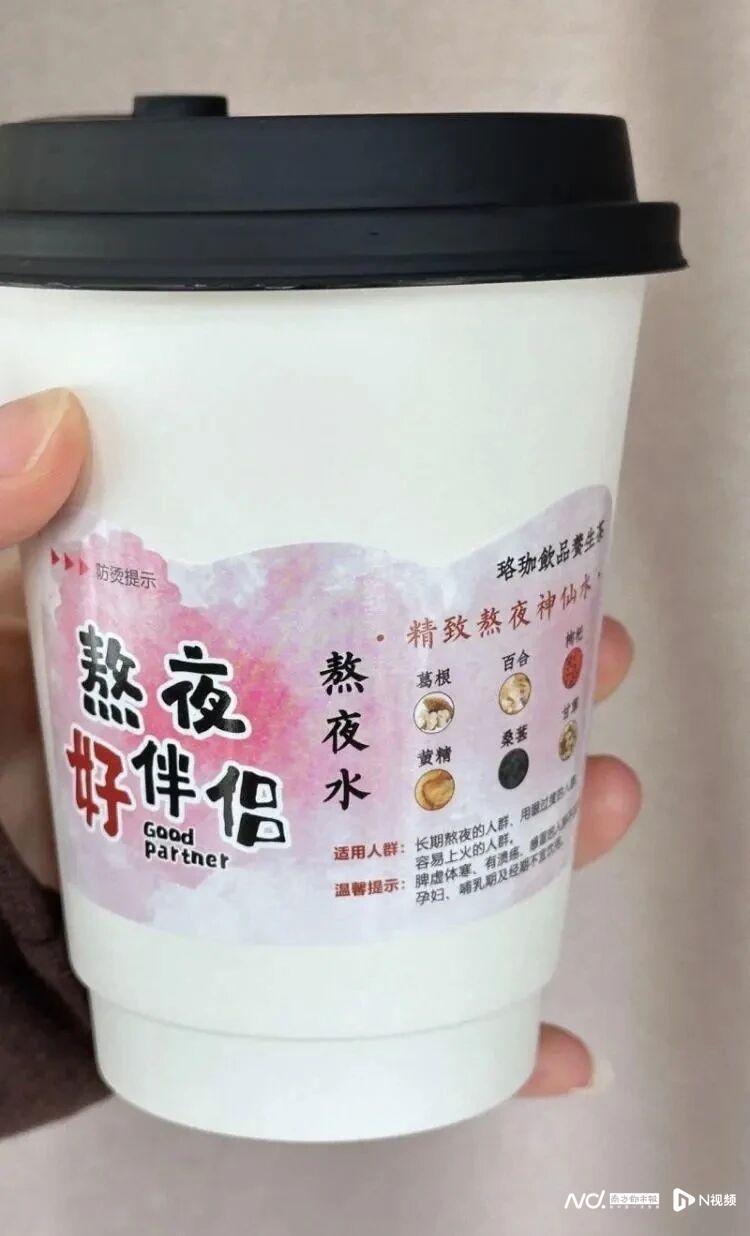 防烫提示
熬夜
好伴侣
Good
partner
熬夜水
珞珈飲品養生茶
·精致熬夜神仙水·
葛根
百合
枸杞
黄精
桑葚
适用人群：长期熬夜的人群、用眼过度的人群、
容易上火的人群。
温馨提示：脾虚体寒、有溃疡、
孕妇、哺乳期及经期不宜饮用。
N视频